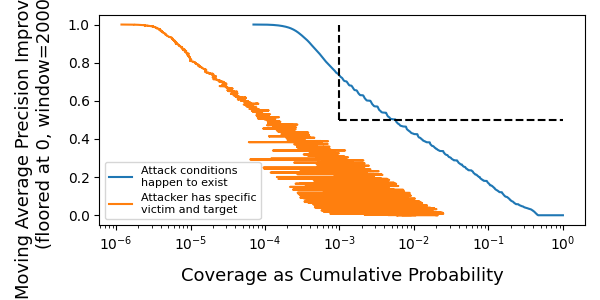 Moving Average Precision Improv
(floored at 0, window=2000
1.0
0.8
0.6
0.4
0.2
0.0
Attack conditions
happen to exist
Attacker has specific
victim and target
10⁻⁶
10⁻⁵
10⁻⁴
10⁻³
10⁻²
10⁻¹
10⁰
Coverage as Cumulative Probability